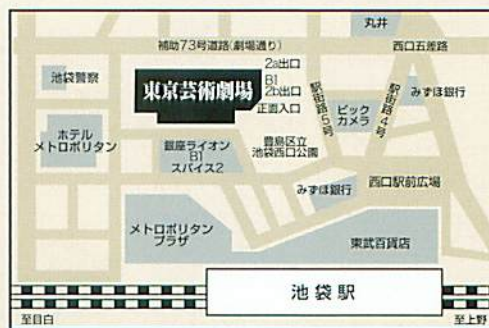 丸井
補助73号道路(劇場通り)
西口五差路
池袋警察
2a出口
B1
2b出口
正面入口
東京芸術劇場
駅街路5号
駅街路4号
みずほ銀行
ビック
カメラ
ホテル
メトロポリタン
銀座ライオン
B1
スパイス2
豊島区立
池袋西口公園
みずほ銀行
西口駅前広場
メトロポリタン
プラザ
東武百貨店
池袋駅
至目白
至上野